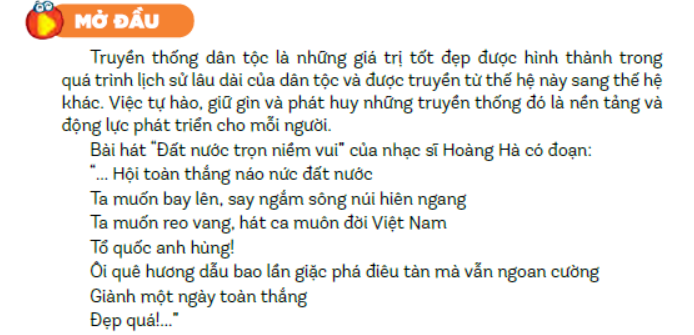 MỞ ĐẦU
Truyền thống dân tộc là những giá trị tốt đẹp được hình thành trong
quá trình lịch sử lâu dài của dân tộc và được truyền từ thế hệ này sang thế hệ
khác. Việc tự hào, giữ gìn và phát huy những truyền thống đó là nền tảng và
động lực phát triển cho mỗi người.
Bài hát "Đất nước trọn niềm vui" của nhạc sĩ Hoàng Hà có đoạn:
"... Hội toàn thắng náo nức đất nước
Ta muốn bay lên, say ngắm sông núi hiên ngang
Ta muốn reo vang, hát ca muôn đời Việt Nam
Tổ quốc anh hùng!
Ôi quê hương dẫu bao lần giặc phá điêu tàn mà vẫn ngoan cường
Giành một ngày toàn thắng
Đẹp quá!..."